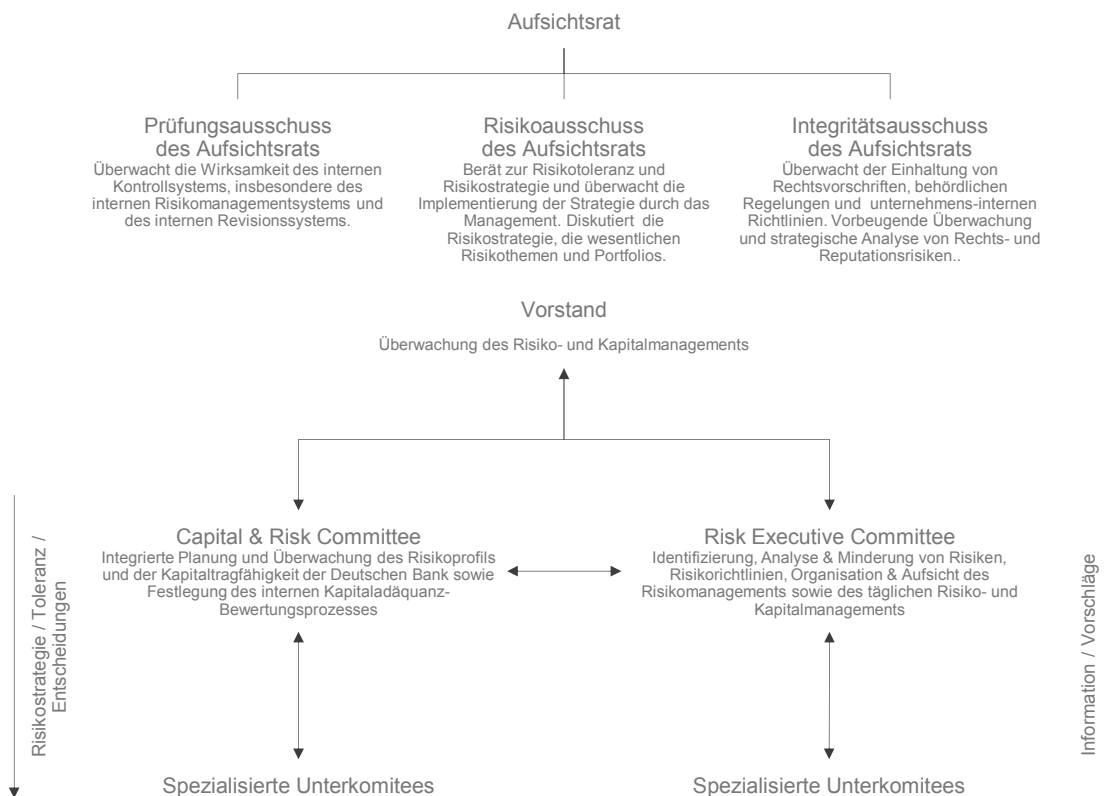 Aufsichtsrat
Prüfungsausschuss
des Aufsichtsrats
Überwacht die Wirksamkeit des internen
Kontrollsystems, insbesondere des
internen Risikomanagementsystems und
des internen Revisionssystems.
Risikoausschuss
des Aufsichtsrats
Berät zur Risikotoleranz und
Risikostrategie und überwacht die
Implementierung der Strategie durch das
Management. Diskutiert die
Risikostrategie, die wesentlichen
Risikothemen und Portfolios.
Integritätsausschuss
des Aufsichtsrats
Überwacht der Einhaltung von
Rechtsvorschriften, behördlichen
Regelungen und unternehmens-internen
Richtlinien. Vorbeugende Überwachung
und strategische Analyse von Rechts- und
Reputationsrisiken..
Vorstand
Überwachung des Risiko- und Kapitalmanagements
Risikostrategie / Toleranz /
Entscheidungen
Capital & Risk Committee
Integrierte Planung und Überwachung des Risikoprofils
und der Kapitaltragfähigkeit der Deutschen Bank sowie
Festlegung des internen Kapitaladäquanz-
Bewertungsprozesses
Risk Executive Committee
Identifizierung, Analyse & Minderung von Risiken,
Risikorichtlinien, Organisation & Aufsicht des
Risikomanagements sowie des täglichen Risiko- und
Kapitalmanagements
Information / Vorschläge
Spezialisierte Unterkomitees
Spezialisierte Unterkomitees